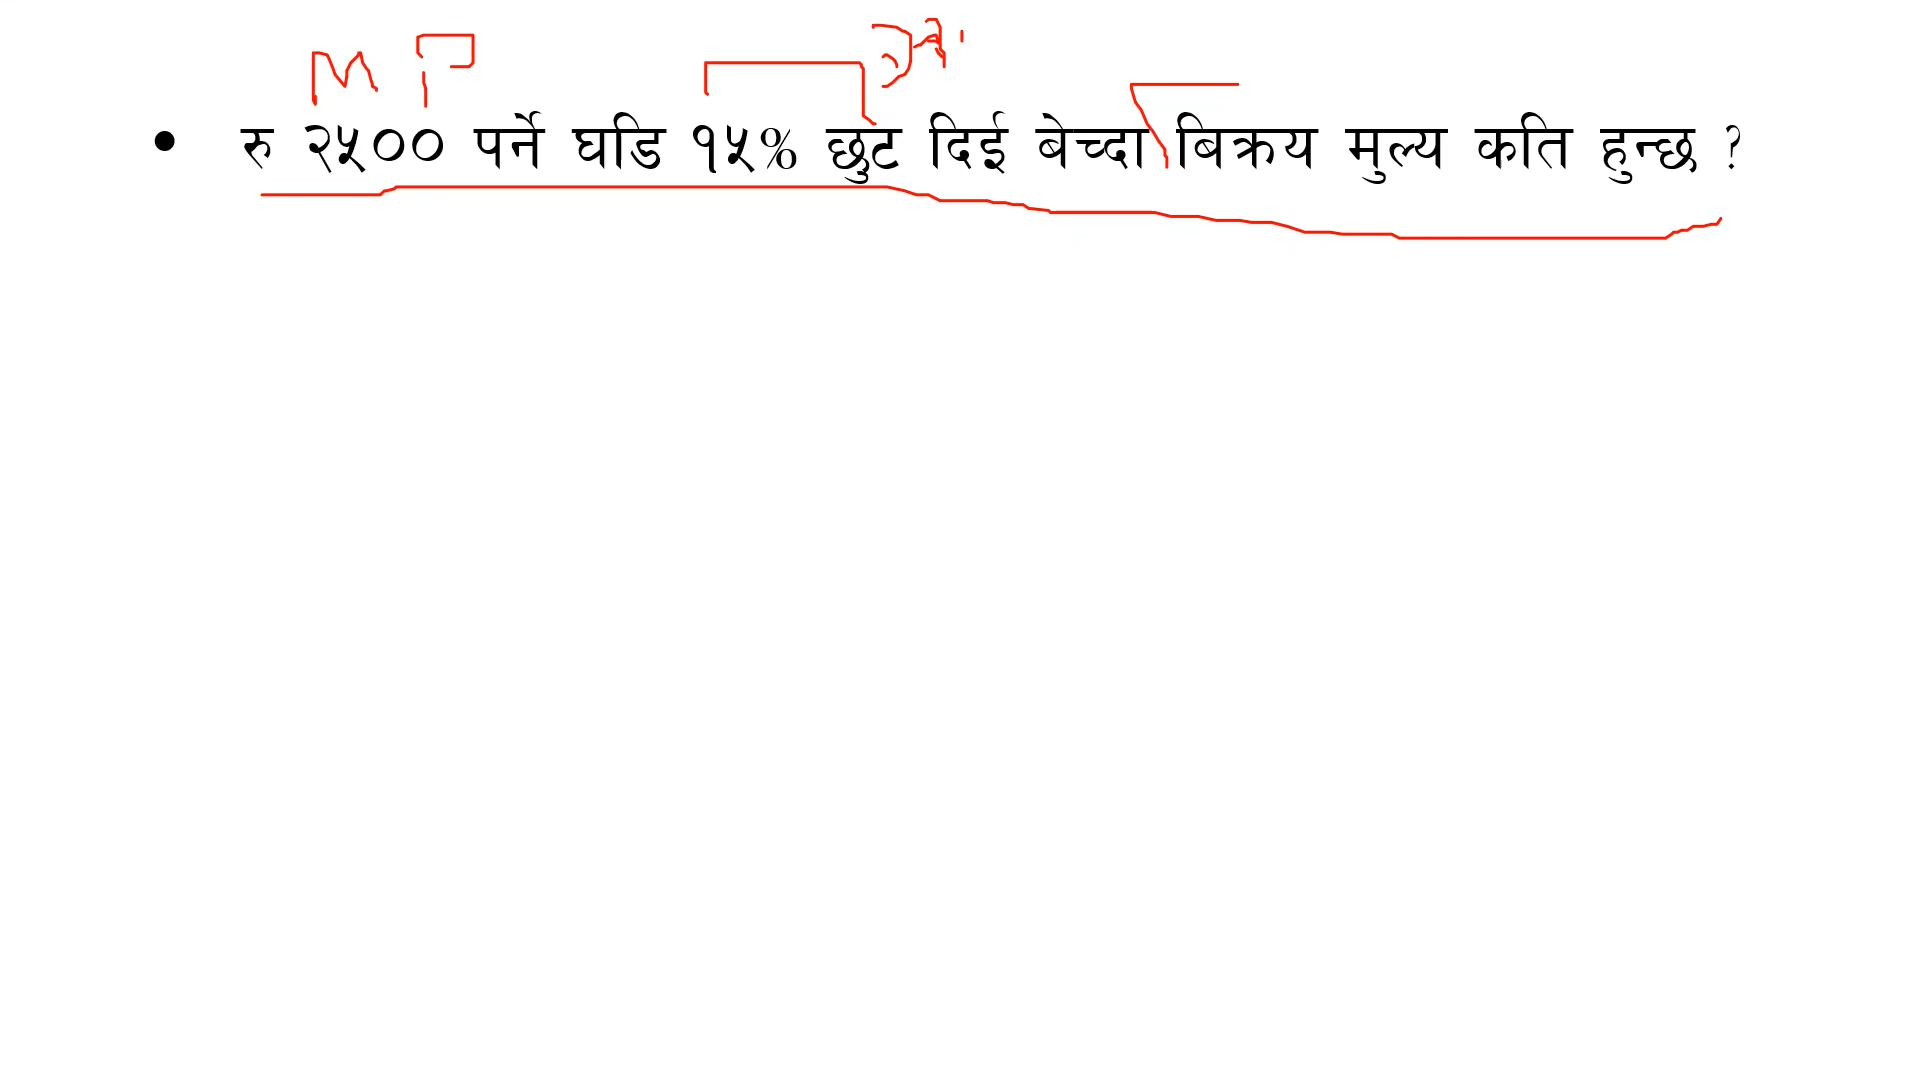 M P
• रु २५०० पर्ने घडि १५% छुट दिई बेच्दा बिक्रय मुल्य कति हुन्छ ?